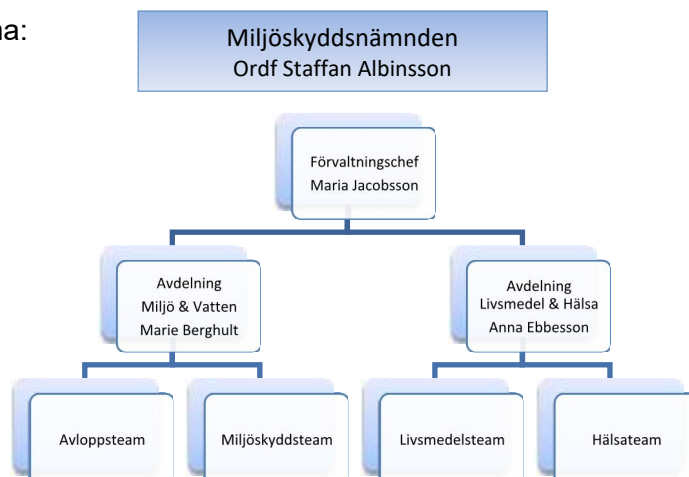 na:
Miljöskyddsnämnden
Ordf Staffan Albinsson
Förvaltningschef
Maria Jacobsson
Avdelning
Miljö & Vatten
Marie Berghult
Avdelning
Livsmedel & Hälsa
Anna Ebbesson
Avloppsteam
Miljöskyddsteam
Livsmedelsteam
Hälsateam